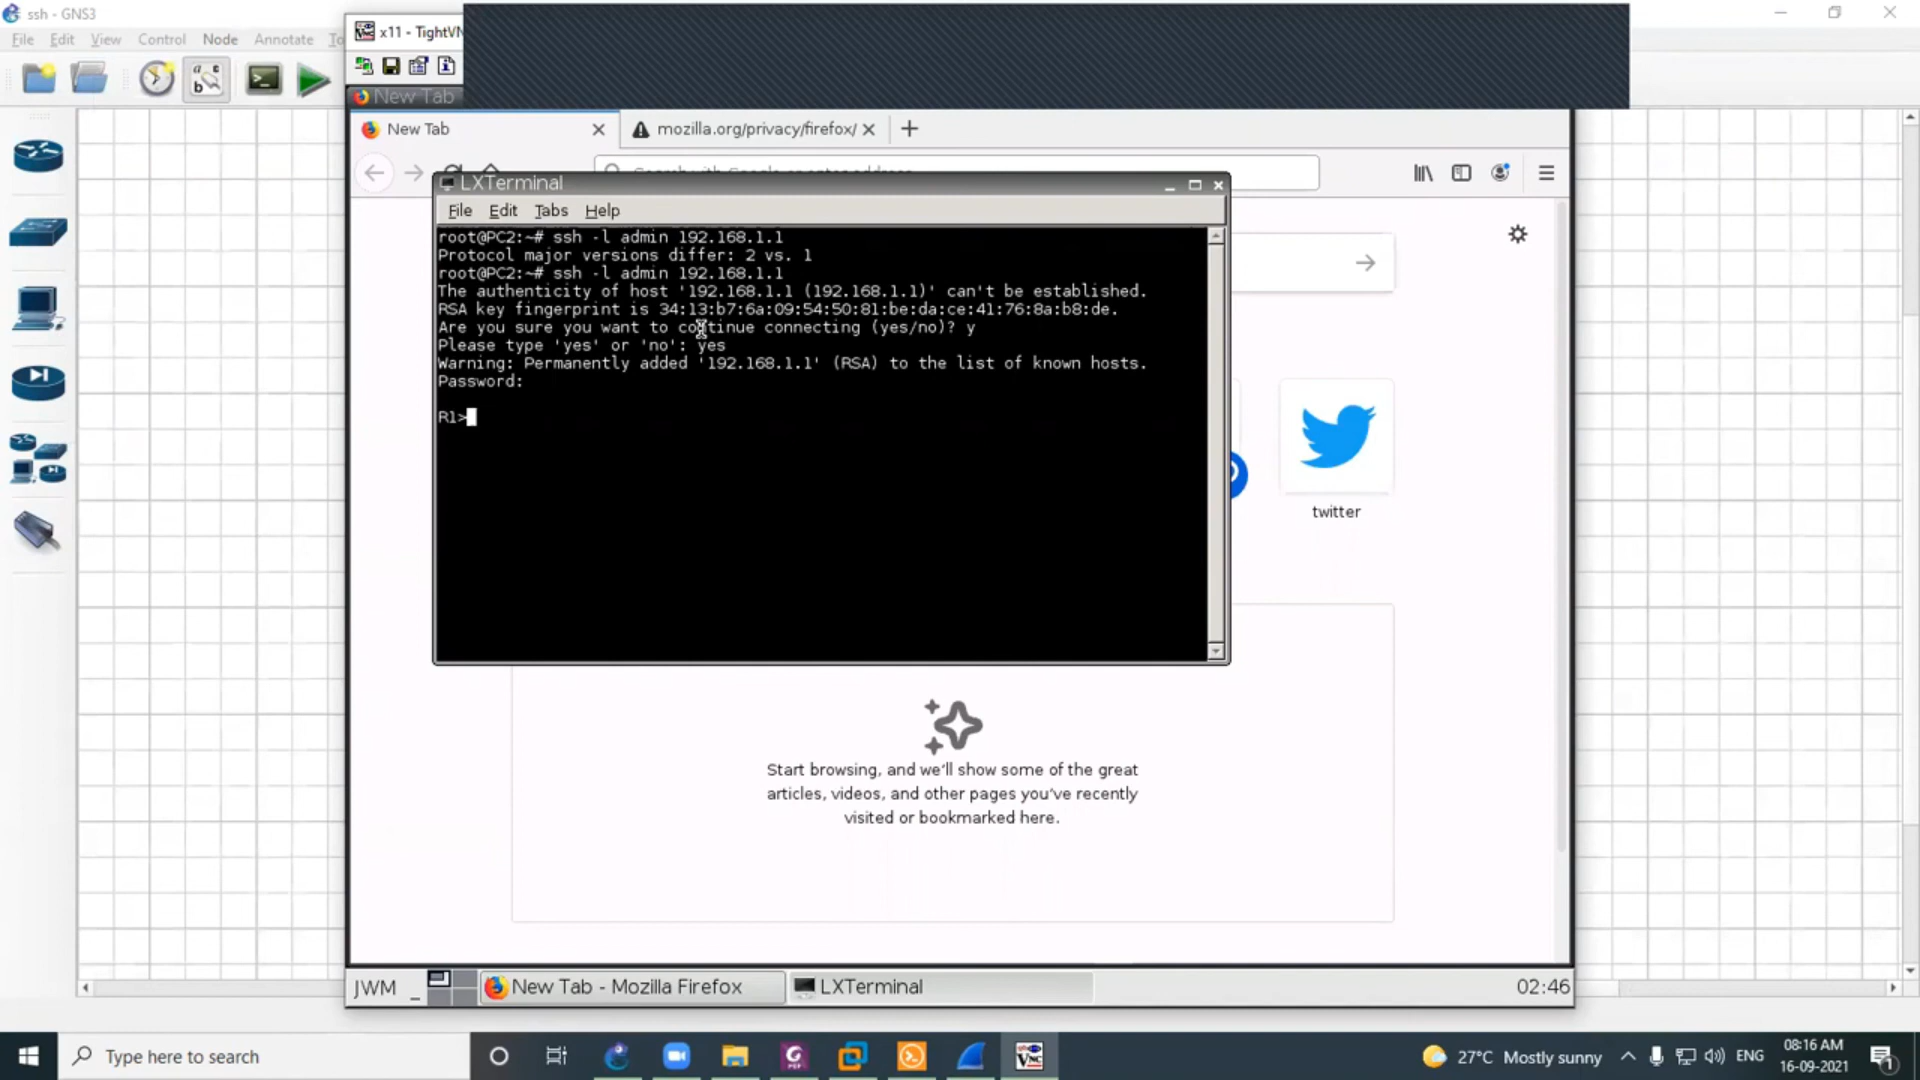 ssh - GNS3
File Edit View Control Node Annotate To
x11 - TightVN
New Tab
New Tab
mozilla.org/privacy/firefox/
LXTerminal
File Edit Tabs Help
root@PC2:~# ssh -l admin 192.168.1.1
Protocol major versions differ: 2 vs. 1
root@PC2:~# ssh -l admin 192.168.1.1
The authenticity of host '192.168.1.1 (192.168.1.1)' can't be established.
RSA key fingerprint is 34:13:b7:6a:09:54:50:81:be:da:ce:41:76:8a:b8:de.
Are you sure you want to continue connecting (yes/no)? y
Please type 'yes' or 'no': yes
Warning: Permanently added '192.168.1.1' (RSA) to the list of known hosts.
Password:
R1>
twitter
Start browsing, and we'll show some of the great
articles, videos, and other pages you've recently
visited or bookmarked here.
JWM
New Tab - Mozilla Firefox
LXTerminal
02:46
Type here to search
27°C Mostly sunny
ENG
08:16 AM
16-09-2021
1